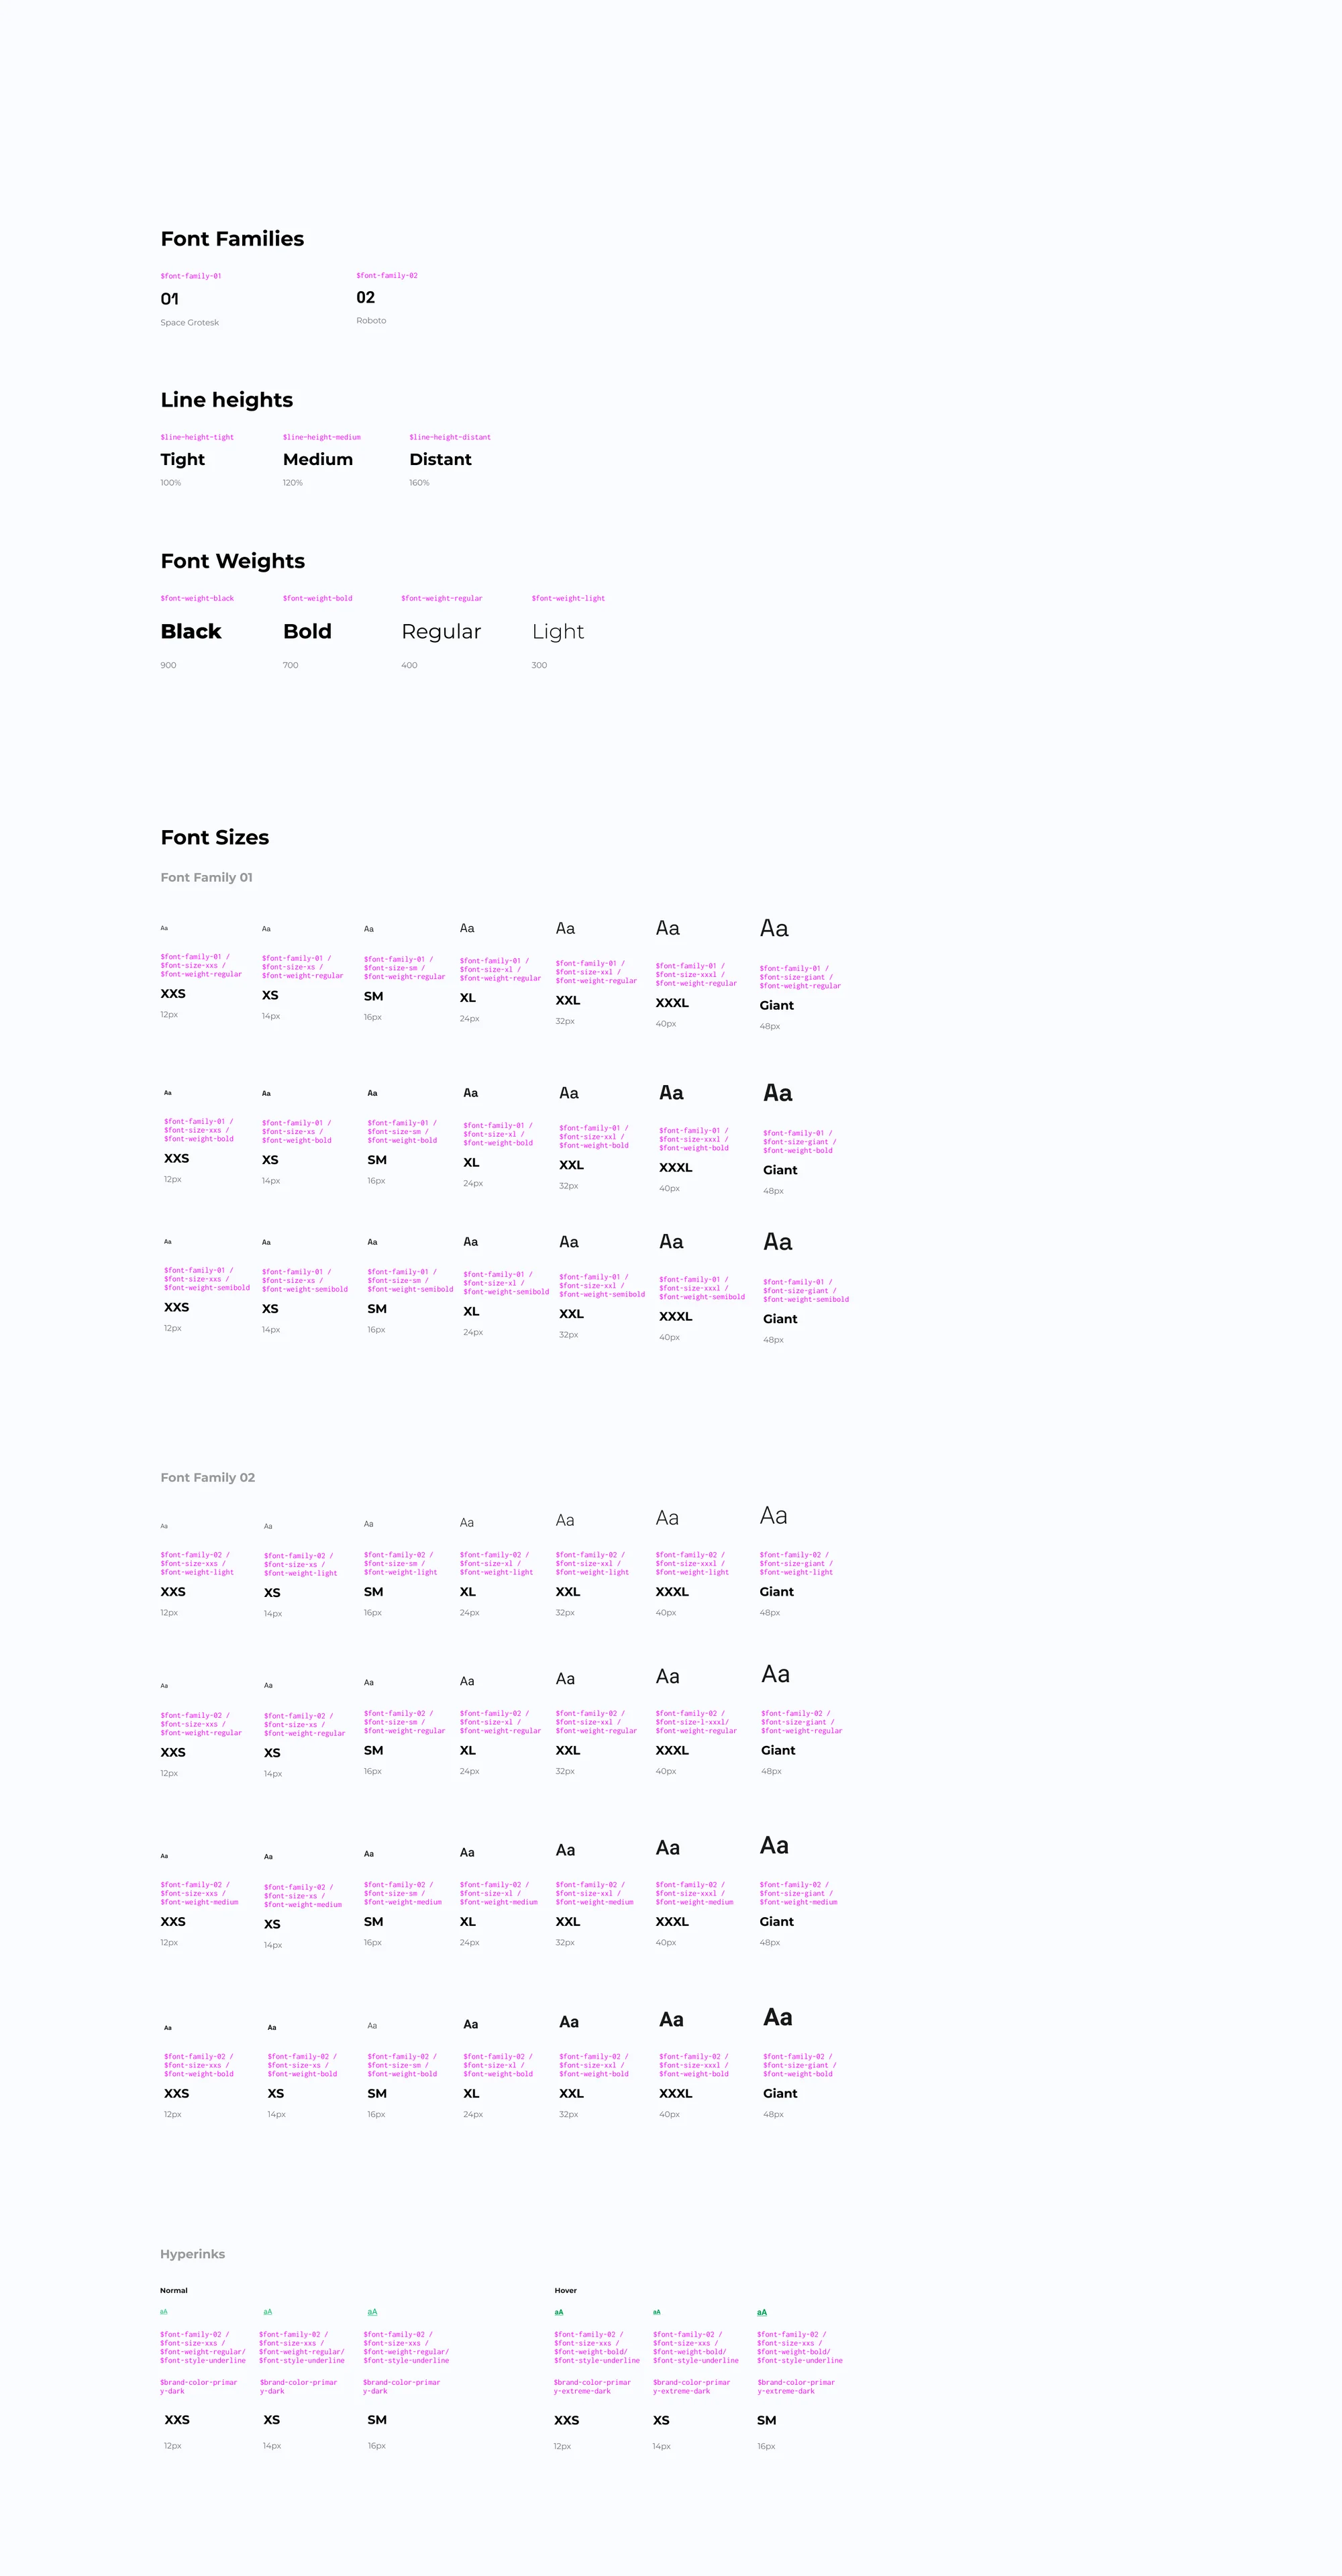 Font Families
$font-family-01
$font-family-02
01
02
Space Grotesk
Roboto
Line heights
$line-height-tight
$line-height-medium
$line-height-distant
Tight
Medium
Distant
100%
120%
160%
Font Weights
$font-weight-black
$font-weight-bold
$font-weight-regular
$font-weight-light
Black
Bold
Regular
Light
900
700
400
300
Font Sizes
Font Family 01
Aa
$font-family-01 /
$font-size-xxs /
$font-weight-regular
XXS
12px
Aa
$font-family-01 /
$font-size-xs /
$font-weight-regular
XS
14px
Aa
$font-family-01 /
$font-size-sm /
$font-weight-regular
SM
16px
Aa
$font-family-01 /
$font-size-xl /
$font-weight-regular
XL
24px
Aa
$font-family-01 /
$font-size-xxl /
$font-weight-regular
XXL
32px
Aa
$font-family-01 /
$font-size-xxxl /
$font-weight-regular
XXXL
40px
Aa
$font-family-01 /
$font-size-giant /
$font-weight-regular
Giant
48px
Aa
$font-family-01 /
$font-size-xxs /
$font-weight-bold
XXS
12px
Aa
$font-family-01 /
$font-size-xs /
$font-weight-bold
XS
14px
Aa
$font-family-01 /
$font-size-sm /
$font-weight-bold
SM
16px
Aa
$font-family-01 /
$font-size-xl /
$font-weight-bold
XL
24px
Aa
$font-family-01 /
$font-size-xxl /
$font-weight-bold
XXL
32px
Aa
$font-family-01 /
$font-size-xxxl /
$font-weight-bold
XXXL
40px
Aa
$font-family-01 /
$font-size-giant /
$font-weight-bold
Giant
48px
Aa
$font-family-01 /
$font-size-xxs /
$font-weight-semibold
XXS
12px
Aa
$font-family-01 /
$font-size-xs /
$font-weight-semibold
XS
14px
Aa
$font-family-01 /
$font-size-sm /
$font-weight-semibold
SM
16px
Aa
$font-family-01 /
$font-size-xl /
$font-weight-semibold
XL
24px
Aa
$font-family-01 /
$font-size-xxl /
$font-weight-semibold
XXL
32px
Aa
$font-family-01 /
$font-size-xxxl /
$font-weight-semibold
XXXL
40px
Aa
$font-family-01 /
$font-size-giant /
$font-weight-semibold
Giant
48px
Font Family 02
Aa
$font-family-02 /
$font-size-xxs /
$font-weight-light
XXS
12px
Aa
$font-family-02 /
$font-size-xs /
$font-weight-light
XS
14px
Aa
$font-family-02 /
$font-size-sm /
$font-weight-light
SM
16px
Aa
$font-family-02 /
$font-size-xl /
$font-weight-light
XL
24px
Aa
$font-family-02 /
$font-size-xxl /
$font-weight-light
XXL
32px
Aa
$font-family-02 /
$font-size-xxxl /
$font-weight-light
XXXL
40px
Aa
$font-family-02 /
$font-size-giant /
$font-weight-light
Giant
48px
Aa
$font-family-02 /
$font-size-xxs /
$font-weight-regular
XXS
12px
Aa
$font-family-02 /
$font-size-xs /
$font-weight-regular
XS
14px
Aa
$font-family-02 /
$font-size-sm /
$font-weight-regular
SM
16px
Aa
$font-family-02 /
$font-size-xl /
$font-weight-regular
XL
24px
Aa
$font-family-02 /
$font-size-xxl /
$font-weight-regular
XXL
32px
Aa
$font-family-02 /
$font-size-l-xxxl/
$font-weight-regular
XXXL
40px
Aa
$font-family-02 /
$font-size-giant /
$font-weight-regular
Giant
48px
Aa
$font-family-02 /
$font-size-xxs /
$font-weight-medium
XXS
12px
Aa
$font-family-02 /
$font-size-xs /
$font-weight-medium
XS
14px
Aa
$font-family-02 /
$font-size-sm /
$font-weight-medium
SM
16px
Aa
$font-family-02 /
$font-size-xl /
$font-weight-medium
XL
24px
Aa
$font-family-02 /
$font-size-xxl /
$font-weight-medium
XXL
32px
Aa
$font-family-02 /
$font-size-xxxl /
$font-weight-medium
XXXL
40px
Aa
$font-family-02 /
$font-size-giant /
$font-weight-medium
Giant
48px
Aa
$font-family-02 /
$font-size-xxs /
$font-weight-bold
XXS
12px
Aa
$font-family-02 /
$font-size-xs /
$font-weight-bold
XS
14px
Aa
$font-family-02 /
$font-size-sm /
$font-weight-bold
SM
16px
Aa
$font-family-02 /
$font-size-xl /
$font-weight-bold
XL
24px
Aa
$font-family-02 /
$font-size-xxl /
$font-weight-bold
XXL
32px
Aa
$font-family-02 /
$font-size-xxxl /
$font-weight-bold
XXXL
40px
Aa
$font-family-02 /
$font-size-giant /
$font-weight-bold
Giant
48px
Hyperinks
Normal
aA
$font-family-02 /
$font-size-xxs /
$font-weight-regular/
$font-style-underline
$brand-color-primar
y-dark
XXS
12px
aA
$font-family-02 /
$font-size-xxs /
$font-weight-regular/
$font-style-underline
$brand-color-primar
y-dark
XS
14px
aA
$font-family-02 /
$font-size-xxs /
$font-weight-regular/
$font-style-underline
$brand-color-primar
y-dark
SM
16px
Hover
aA
$font-family-02 /
$font-size-xxs /
$font-weight-bold/
$font-style-underline
$brand-color-primar
y-extreme-dark
XXS
12px
aA
$font-family-02 /
$font-size-xxs /
$font-weight-bold/
$font-style-underline
$brand-color-primar
y-extreme-dark
XS
14px
aA
$font-family-02 /
$font-size-xxs /
$font-weight-bold/
$font-style-underline
$brand-color-primar
y-extreme-dark
SM
16px